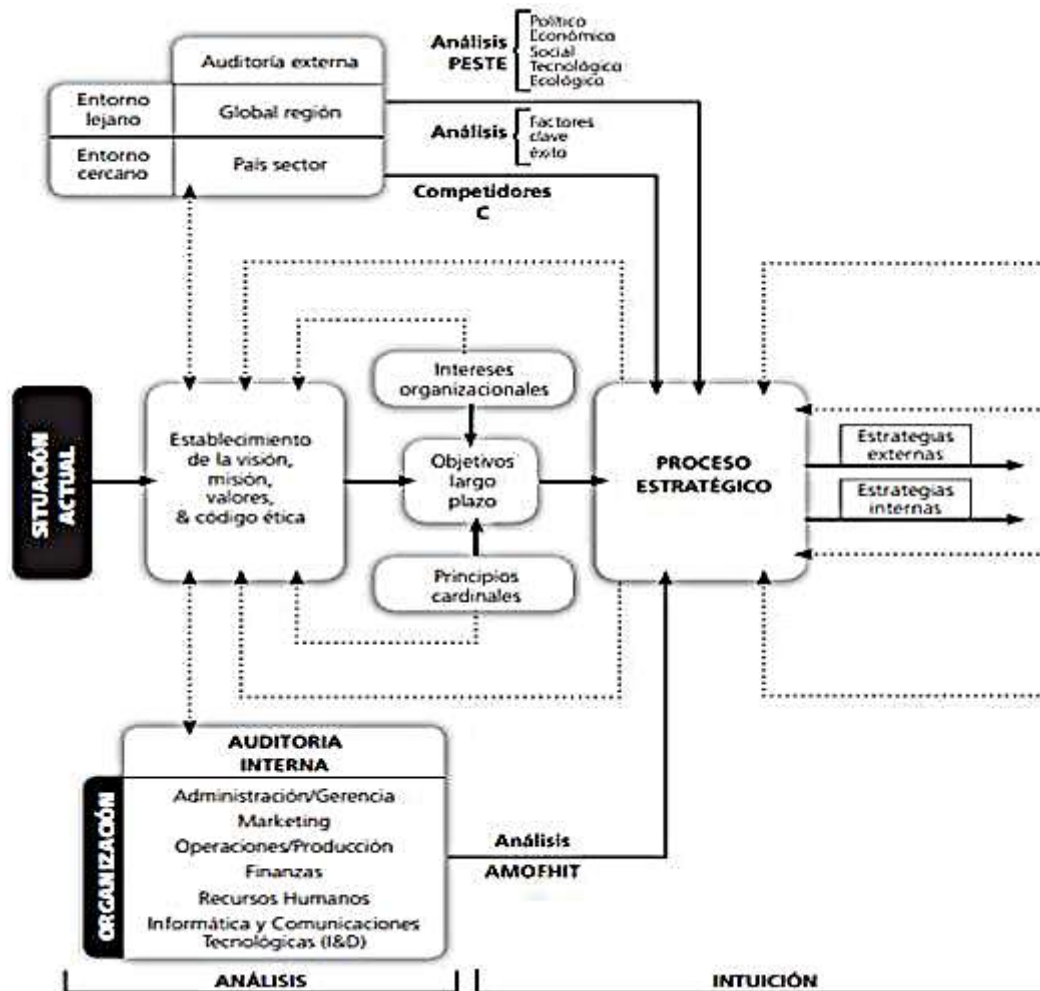 Auditoría externa
Entorno
lejano
Global región
Entorno
cercano
País sector
Análisis
PESTE
Político
Económico
Social
Tecnológico
Ecológico
Análisis
Factores
clave
éxito
Competidores
C
SITUACIÓN
ACTUAL
Establecimiento
de la visión,
misión,
valores,
& código ética
Intereses
organizacionales
Objetivos
largo
plazo
Principios
cardinales
PROCESO
ESTRATÉGICO
Estrategias
externas
Estrategias
internas
ORGANIZACIÓN
AUDITORIA
INTERNA
Administración/Gerencia
Marketing
Operaciones/Producción
Finanzas
Recursos Humanos
Informática y Comunicaciones
Tecnológicas (I&D)
Análisis
AMOFHIT
ANÁLISIS
INTUICIÓN